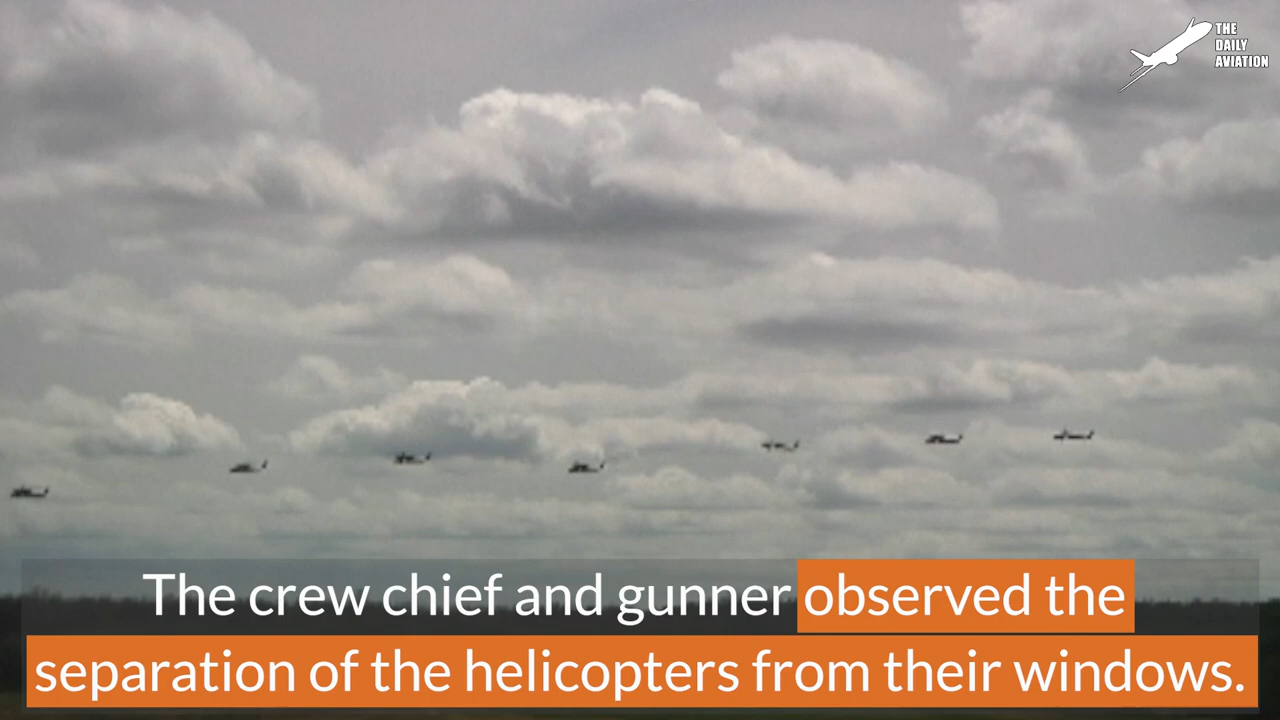 THE
DAILY
AVIATION
The crew chief and gunner observed the
separation of the helicopters from their windows.